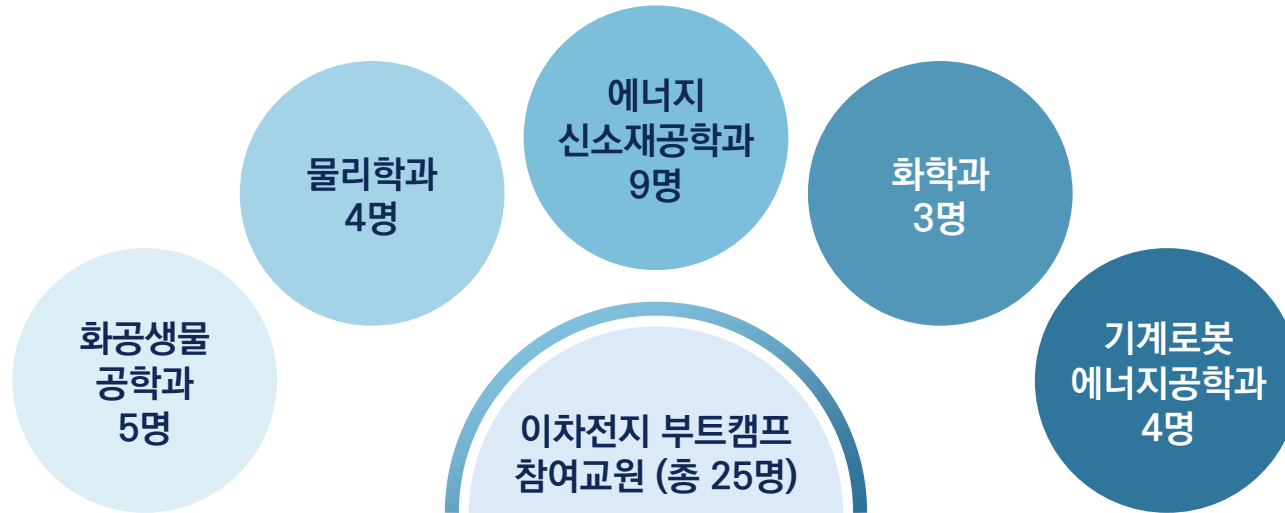 화공생물
공학과
5명
물리학과
4명
에너지
신소재공학과
9명
화학과
3명
기계로봇
에너지공학과
4명
이차전지 부트캠프
참여교원 (총 25명)